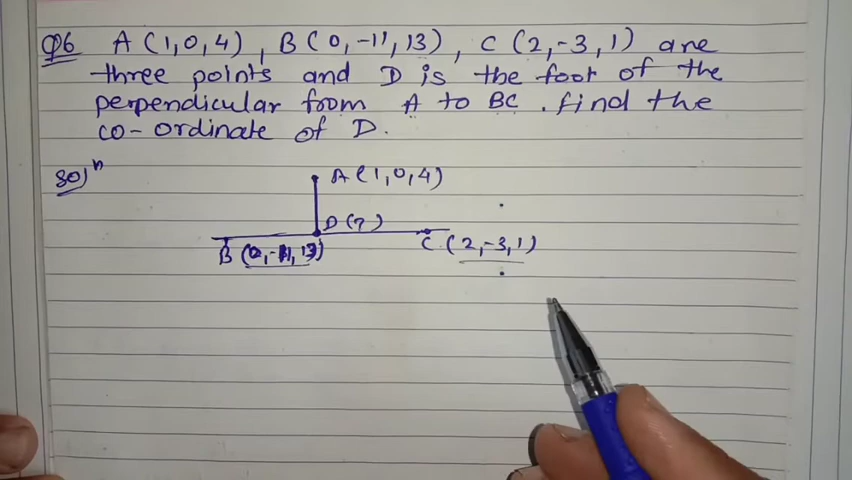 Q6 A (1,0,4) , B (0,-11,13) , C (2,-3,1) are
three points and D is the foot of the
perpendicular from A to BC . find the
co-ordinate of D.
Solⁿ
A (1,0,4)
D(?)
B (0,-11,13)
C (2,-3,1)